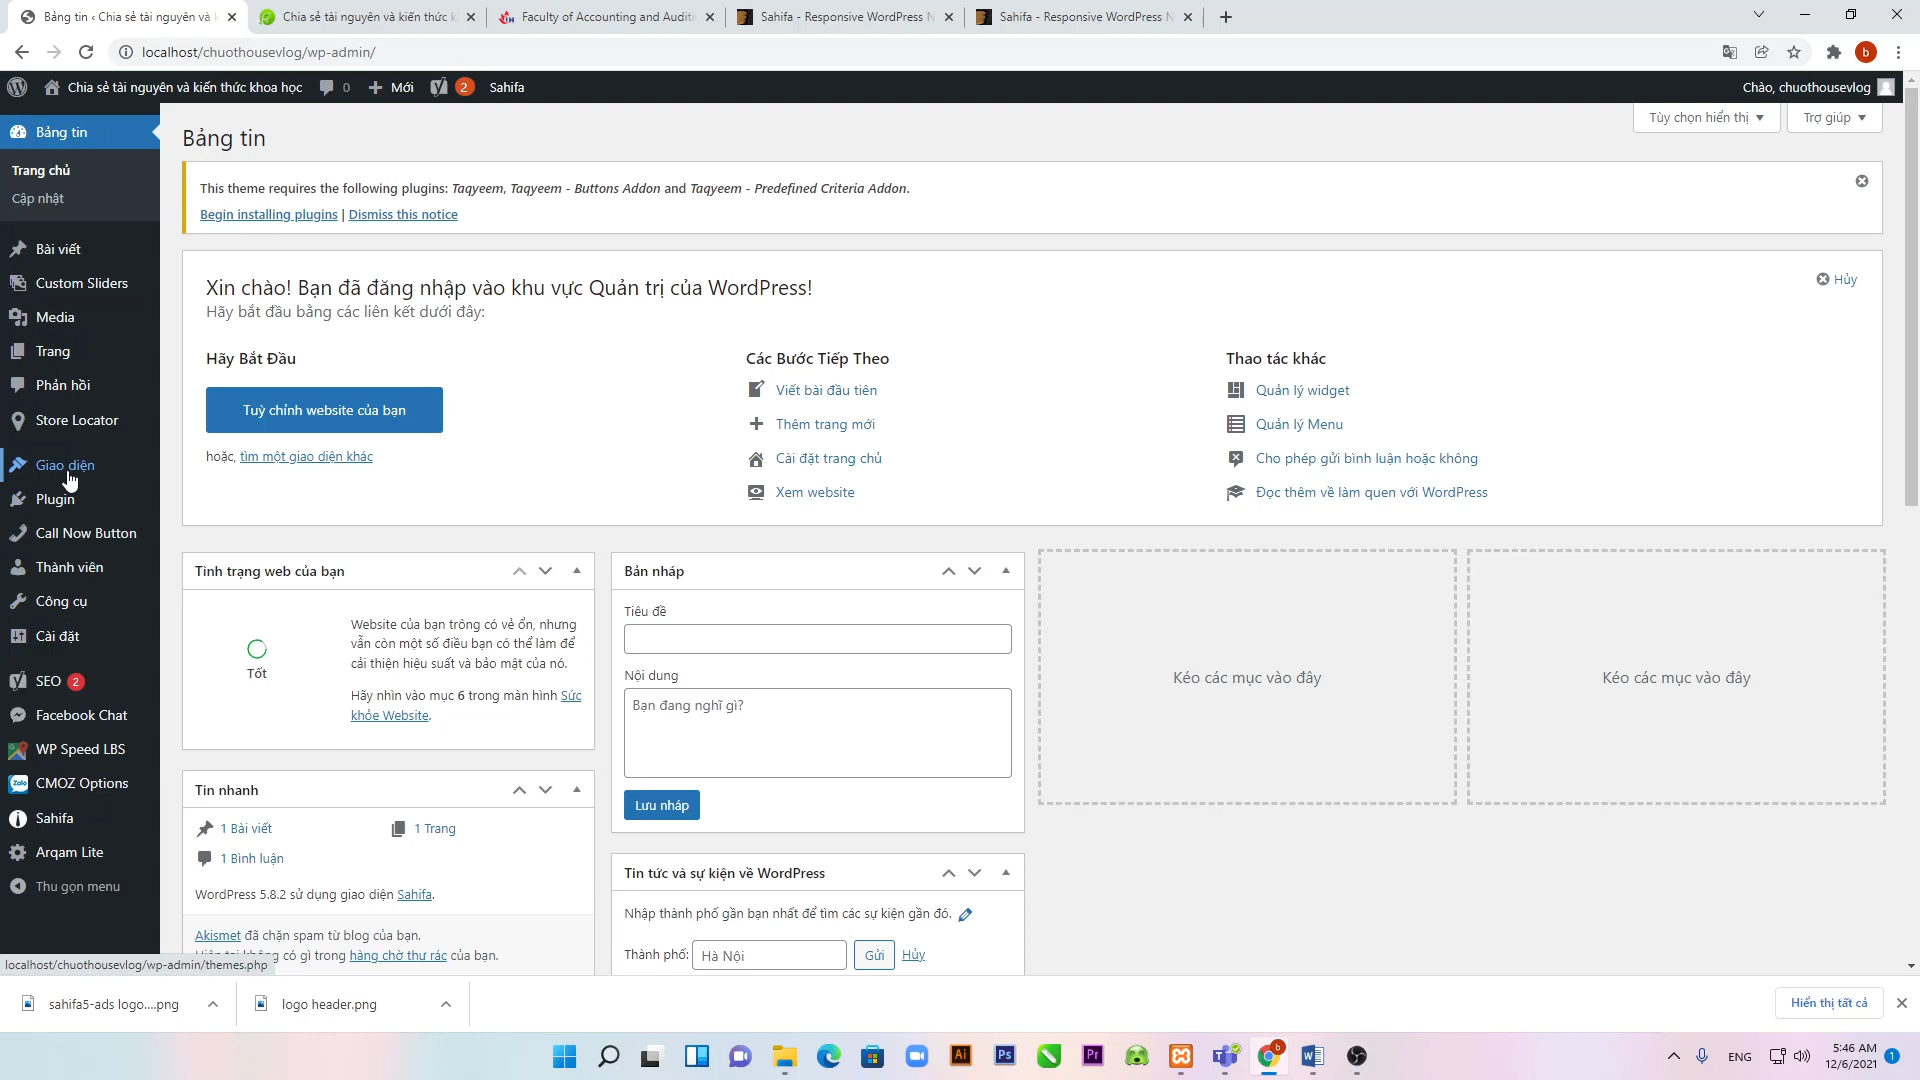 Bảng tin ‹ Chia sẻ tài nguyên và k
Chia sẻ tài nguyên và kiến thức k
Faculty of Accounting and Auditi
Sahifa - Responsive WordPress N
Sahifa - Responsive WordPress N
localhost/chuothousevlog/wp-admin/
b
Chia sẻ tài nguyên và kiến thức khoa học
0
Mới
2
Sahifa
Chào, chuothousevlog
Bảng tin
Trang chủ
Cập nhật
Bài viết
Custom Sliders
Media
Trang
Phản hồi
Store Locator
Giao diện
Plugin
Call Now Button
Thành viên
Công cụ
Cài đặt
SEO 2
Facebook Chat
WP Speed LBS
Zalo
CMOZ Options
Sahifa
Arqam Lite
Thu gọn menu
Tùy chọn hiển thị
Trợ giúp
Bảng tin
This theme requires the following plugins: Taqyeem, Taqyeem - Buttons Addon and Taqyeem - Predefined Criteria Addon.
Begin installing plugins | Dismiss this notice
Xin chào! Bạn đã đăng nhập vào khu vực Quản trị của WordPress!
Hủy
Hãy bắt đầu bằng các liên kết dưới đây:
Hãy Bắt Đầu
Tuỳ chỉnh website của bạn
hoặc, tìm một giao diện khác
Các Bước Tiếp Theo
Viết bài đầu tiên
Thêm trang mới
Cài đặt trang chủ
Xem website
Thao tác khác
Quản lý widget
Quản lý Menu
Cho phép gửi bình luận hoặc không
Đọc thêm về làm quen với WordPress
Tình trạng web của bạn
Tốt
Website của bạn trông có vẻ ổn, nhưng
vẫn còn một số điều bạn có thể làm để
cải thiện hiệu suất và bảo mật của nó.
Hãy nhìn vào mục 6 trong màn hình Sức
khỏe Website.
Tin nhanh
1 Bài viết
1 Trang
1 Bình luận
WordPress 5.8.2 sử dụng giao diện Sahifa.
Akismet đã chặn spam từ blog của bạn.
Hiện tại không có gì trong hàng chờ thư rác của bạn.
Bản nháp
Tiêu đề
Nội dung
Bạn đang nghĩ gì?
Lưu nháp
Tin tức và sự kiện về WordPress
Nhập thành phố gần bạn nhất để tìm các sự kiện gần đó.
Thành phố:
Hà Nội
Gửi
Hủy
Kéo các mục vào đây
Kéo các mục vào đây
localhost/chuothousevlog/wp-admin/themes.php
sahifa5-ads logo....png
logo header.png
Hiển thị tất cả
Ai
Ps
Pr
b
ENG
5:46 AM
12/6/2021
1